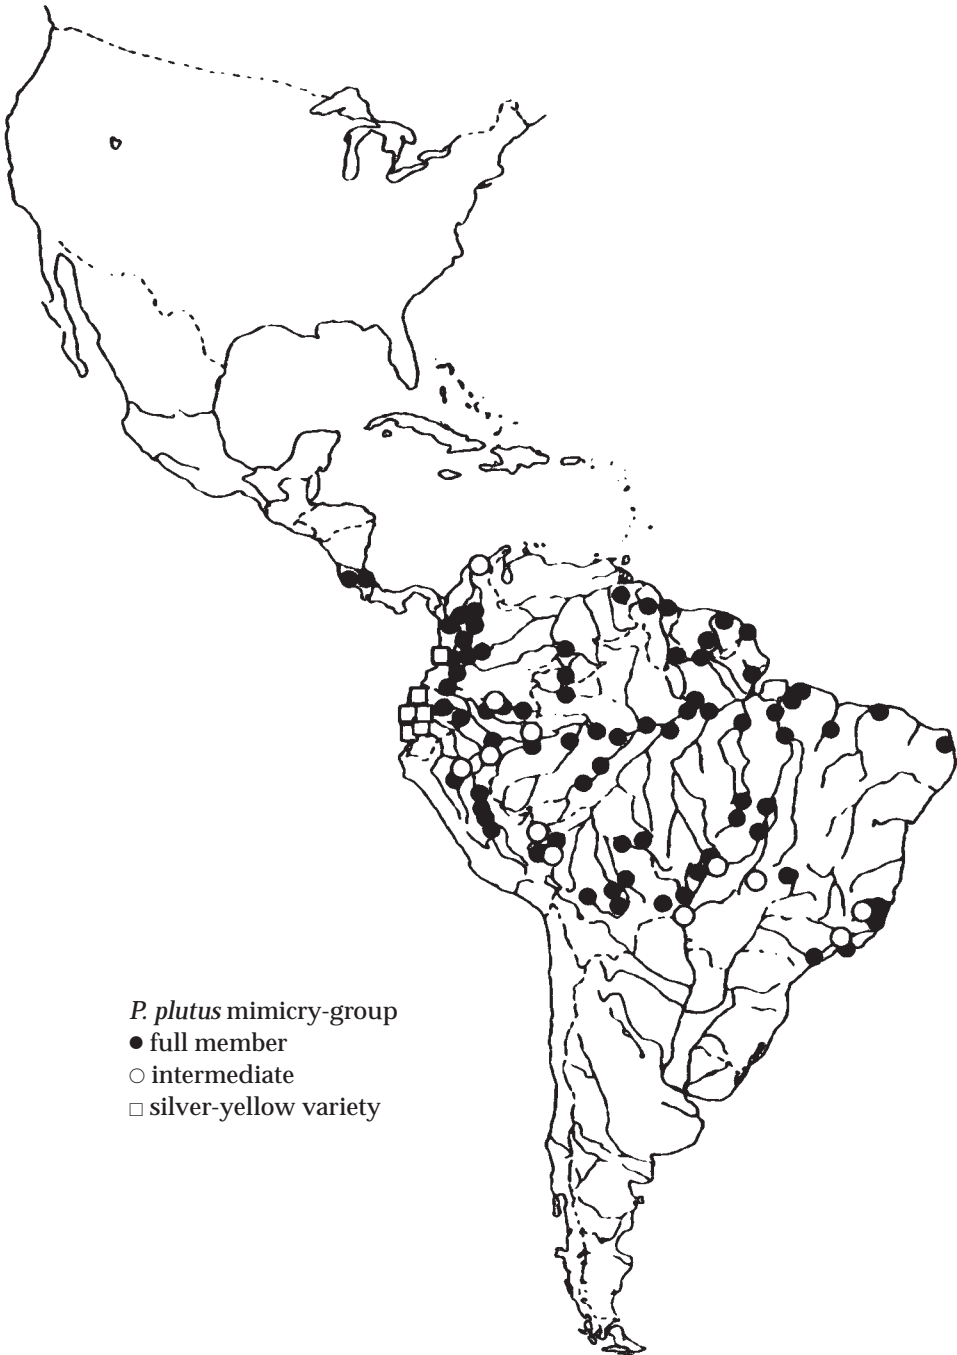 P. plutus mimicry-group
● full member
○ intermediate
□ silver-yellow variety